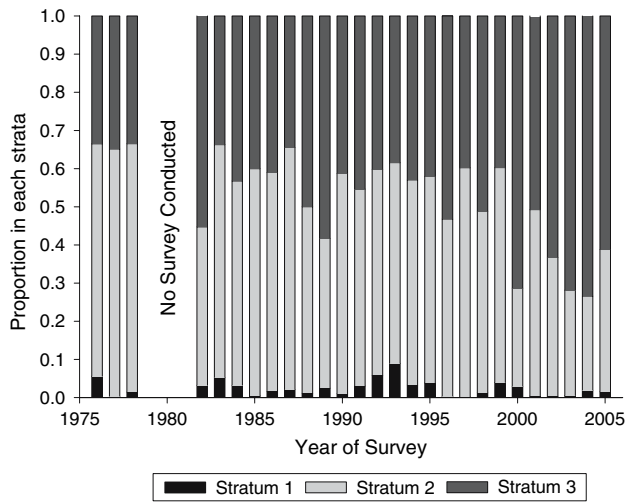 Proportion in each strata
1.0
0.9
0.8
0.7
0.6
0.5
0.4
0.3
0.2
0.1
0.0
No Survey Conducted
1975 1980 1985 1990 1995 2000 2005
Year of Survey
Stratum 1 Stratum 2 Stratum 3